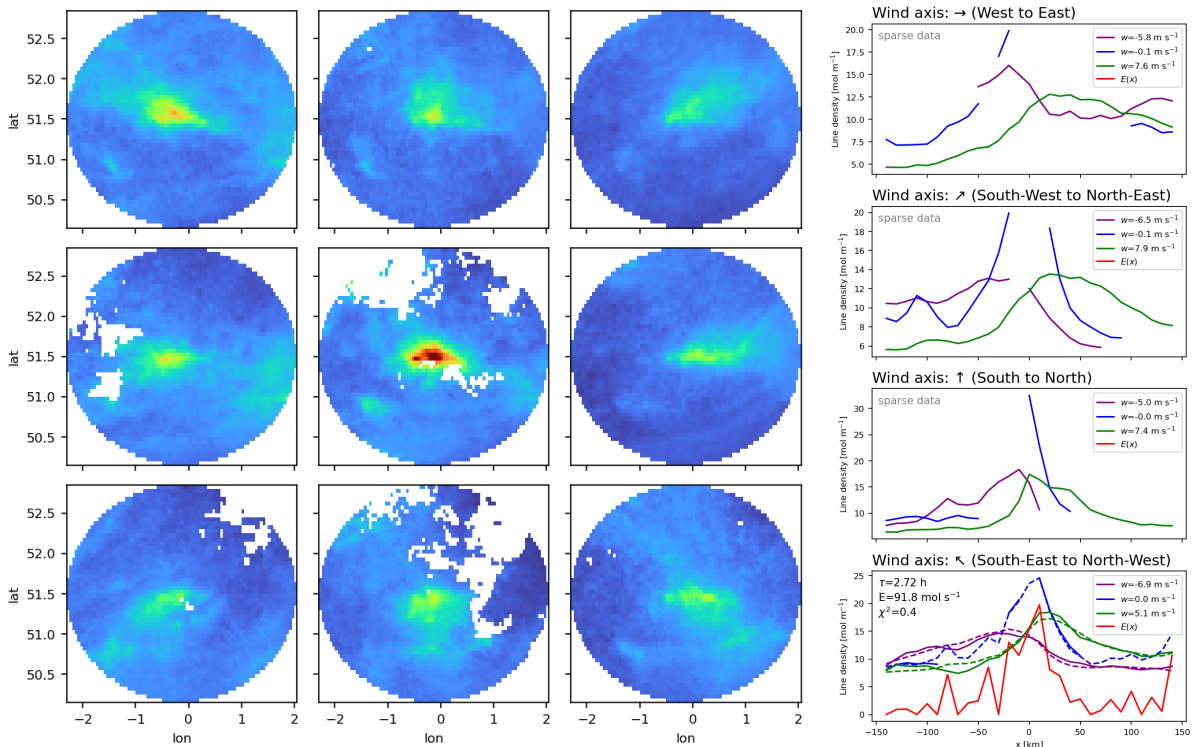 52.5
52.0
51.5
51.0
50.5
lat
52.5
52.0
51.5
51.0
50.5
lat
52.5
52.0
51.5
51.0
50.5
lat
−2 −1 0 1 2
lon
−2 −1 0 1 2
lon
−2 −1 0 1 2
lon
Wind axis: → (West to East)
sparse data
w=-5.8 m s⁻¹
w=-0.1 m s⁻¹
w=7.6 m s⁻¹
E(x)
Line density [mol m⁻¹]
20.0
17.5
15.0
12.5
10.0
7.5
5.0
Wind axis: ↗ (South-West to North-East)
sparse data
w=-6.5 m s⁻¹
w=-0.1 m s⁻¹
w=7.9 m s⁻¹
E(x)
Line density [mol m⁻¹]
20
18
16
14
12
10
8
6
Wind axis: ↑ (South to North)
sparse data
w=-5.0 m s⁻¹
w=-0.0 m s⁻¹
w=7.4 m s⁻¹
E(x)
Line density [mol m⁻¹]
30
25
20
15
10
Wind axis: ↖ (South-East to North-West)
τ=2.72 h
E=91.8 mol s⁻¹
χ²=0.4
w=-6.9 m s⁻¹
w=0.0 m s⁻¹
w=5.1 m s⁻¹
E(x)
Line density [mol m⁻¹]
25
20
15
10
5
0
−150 −100 −50 0 50 100 150
x [km]